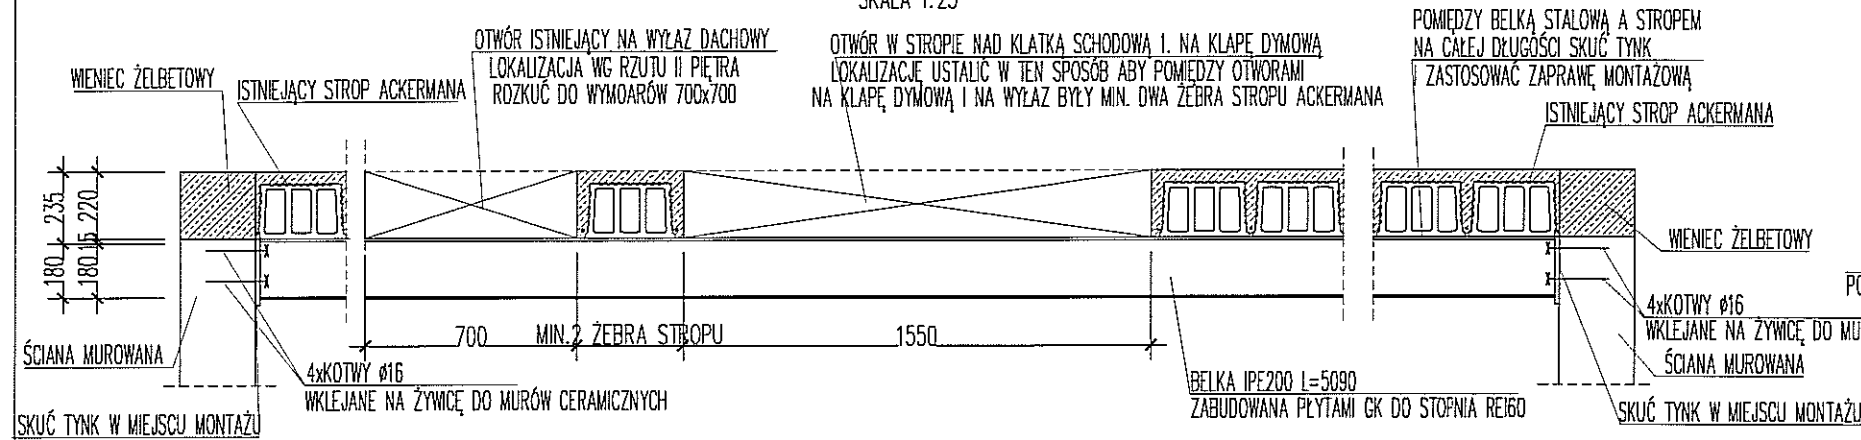 SKALA 1:25
WIENIEC ŻELBETOWY
ISTNIEJĄCY STROP ACKERMANA
OTWÓR ISTNIEJĄCY NA WYŁAZ DACHOWY
LOKALIZACJA WG RZUTU II PIĘTRA
ROZKUĆ DO WYMOARÓW 700x700
OTWÓR W STROPIE NAD KLATKĄ SCHODOWĄ 1. NA KLAPĘ DYMOWĄ
LOKALIZACJĘ USTALIĆ W TEN SPOSÓB ABY POMIĘDZY OTWORAMI
NA KLAPĘ DYMOWĄ I NA WYŁAZ BYŁY MIN. DWA ŻEBRA STROPU ACKERMANA
POMIĘDZY BELKĄ STALOWĄ A STROPEM
NA CAŁEJ DŁUGOŚCI SKUĆ TYNK
ZASTOSOWAĆ ZAPRAWĘ MONTAŻOWĄ
ISTNIEJĄCY STROP ACKERMANA
235
180
220
15
180
WIENIEC ŻELBETOWY
700
MIN.2 ŻEBRA STROPU
1550
ŚCIANA MUROWANA
4xKOTWY ø16
WKLEJANE NA ŻYWICĘ DO MURÓW CERAMICZNYCH
SKUĆ TYNK W MIEJSCU MONTAŻU
BELKA IPE200 L=5090
ZABUDOWANA PŁYTAMI GK DO STOPNIA REI60
PO
4xKOTWY ø16
WKLEJANE NA ŻYWICĘ DO MU
ŚCIANA MUROWANA
SKUĆ TYNK W MIEJSCU MONTAŻU